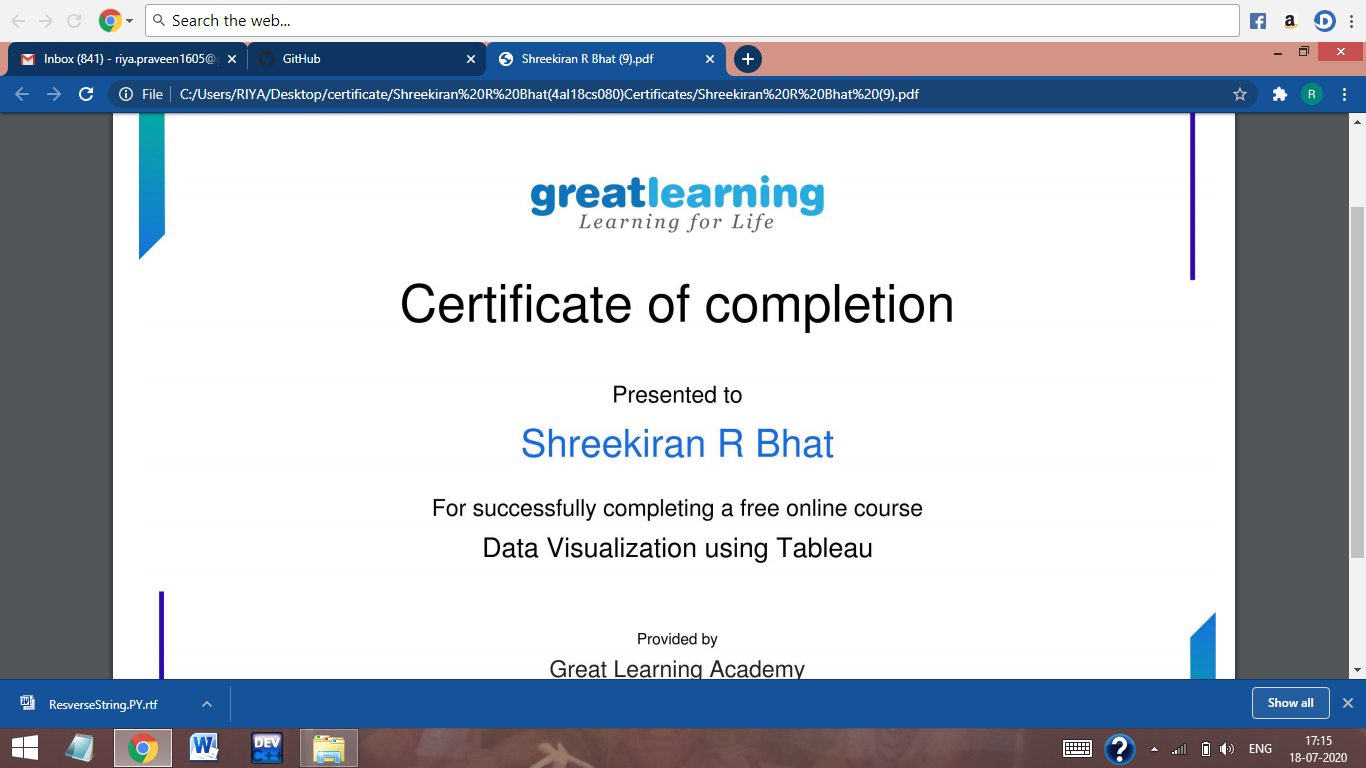 Search the web...
Inbox (841) - riya.praveen1605@
GitHub
Shreekiran R Bhat (9).pdf
File
C:/Users/RIYA/Desktop/certificate/Shreekiran%20R%20Bhat(4al18cs080)Certificates/Shreekiran%20R%20Bhat%20(9).pdf
R
greatlearning
Learning for Life
Certificate of completion
Presented to
Shreekiran R Bhat
For successfully completing a free online course
Data Visualization using Tableau
Provided by
Great Learning Academy
ResverseString.PY.rtf
Show all
DEV
C++
ENG
17:15
18-07-2020